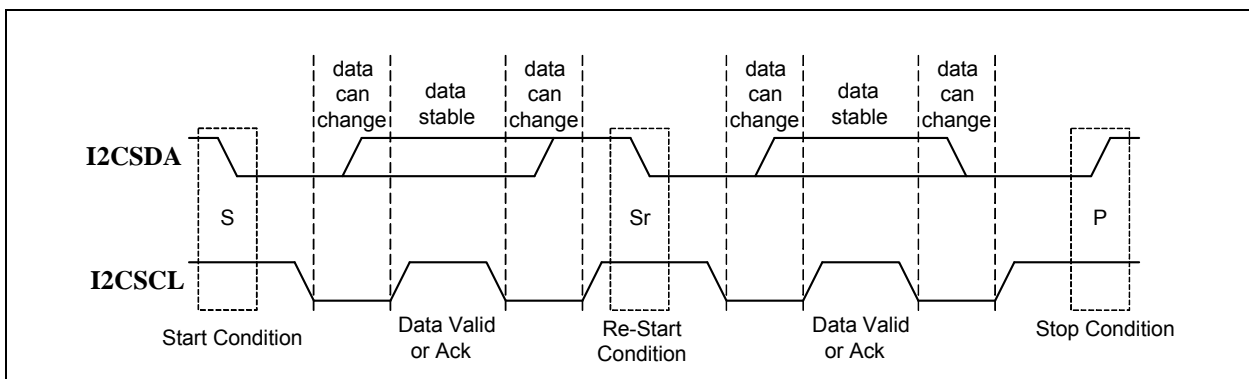 data
can
change
data
stable
data
can
change
data
can
change
data
stable
data
can
change
I2CSDA
S
Sr
P
I2CSCL
Start Condition
Data Valid
or Ack
Re-Start
Condition
Data Valid
or Ack
Stop Condition